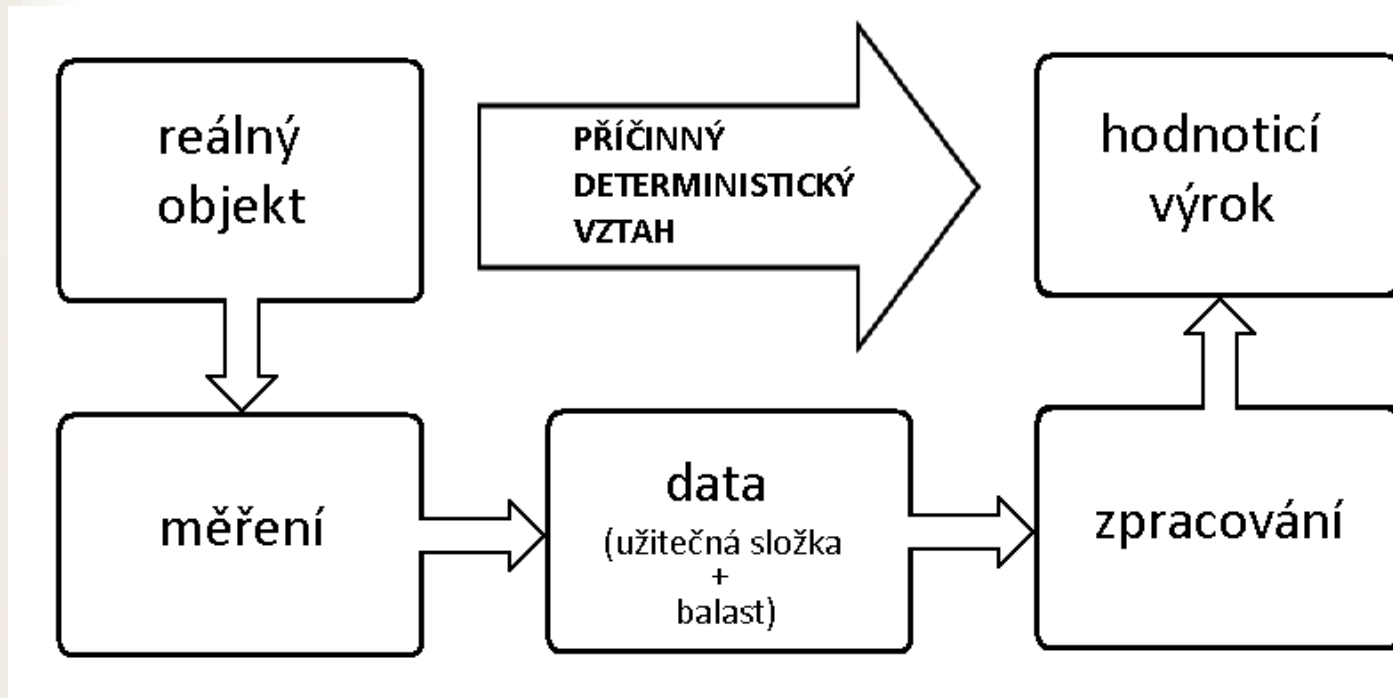 reálný
objekt
PŘÍČINNÝ
DETERMINISTICKÝ
VZTAH
hodnoticí
výrok
měření
data
(užitečná složka
+
balast)
zpracování